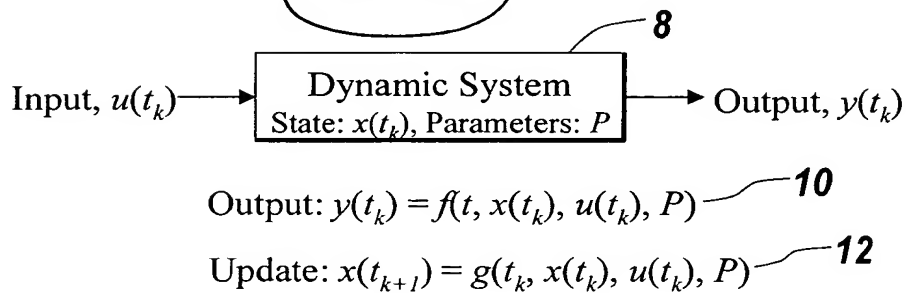 8
Dynamic System
Input, u(t_k) Output, y(t_k)
State: x(t_k), Parameters: P
10
Output: y(t_k) = f(t, x(t_k), u(t_k), P)
12
Update: x(t_{k+1}) = g(t_k, x(t_k), u(t_k), P)